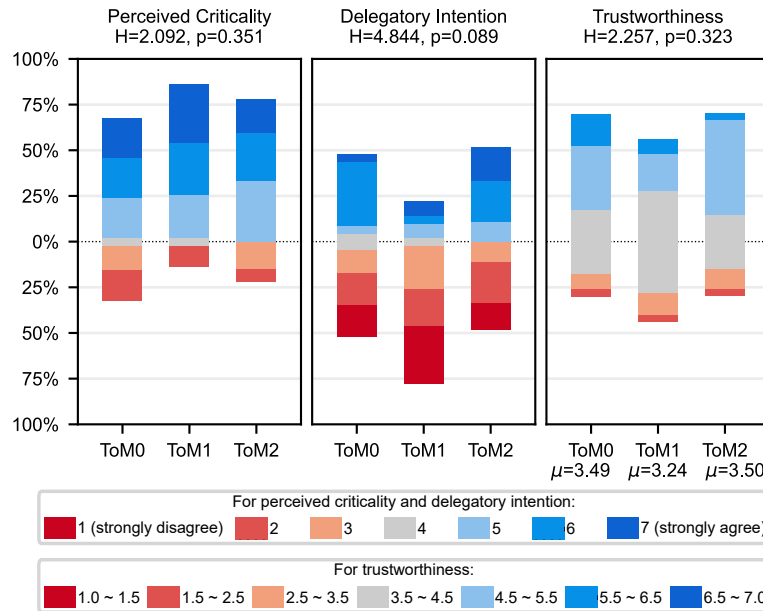 Perceived Criticality
H=2.092, p=0.351
Delegatory Intention
H=4.844, p=0.089
Trustworthiness
H=2.257, p=0.323
100%
75%
50%
25%
0%
25%
50%
75%
100%
ToM0 ToM1 ToM2
ToM0 ToM1 ToM2
ToM0 ToM1 ToM2
μ=3.49 μ=3.24 μ=3.50
For perceived criticality and delegatory intention:
1 (strongly disagree) 2 3 4 5 6 7 (strongly agree)
For trustworthiness:
1.0 ~ 1.5 1.5 ~ 2.5 2.5 ~ 3.5 3.5 ~ 4.5 4.5 ~ 5.5 5.5 ~ 6.5 6.5 ~ 7.0